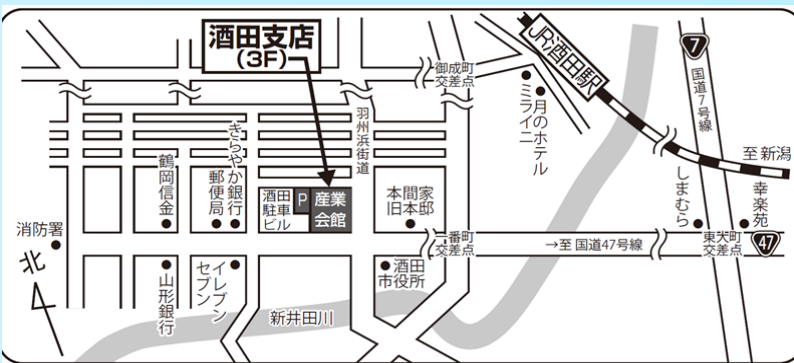 酒田支店
(3F)
御成町
交差点
JR酒田駅
7
国道7号線
月のホテル
ミライニ
羽州浜街道
至 新潟
きらやか銀行
郵便局
鶴岡信金
酒田
駐車
ビル
P
産業
会館
本間家
旧本邸
しまむら
幸楽苑
消防署
一番町
交差点
→至 国道47号線
東大町
交差点
47
北
山形銀行
セブン
イレブン
新井田川
酒田
市役所